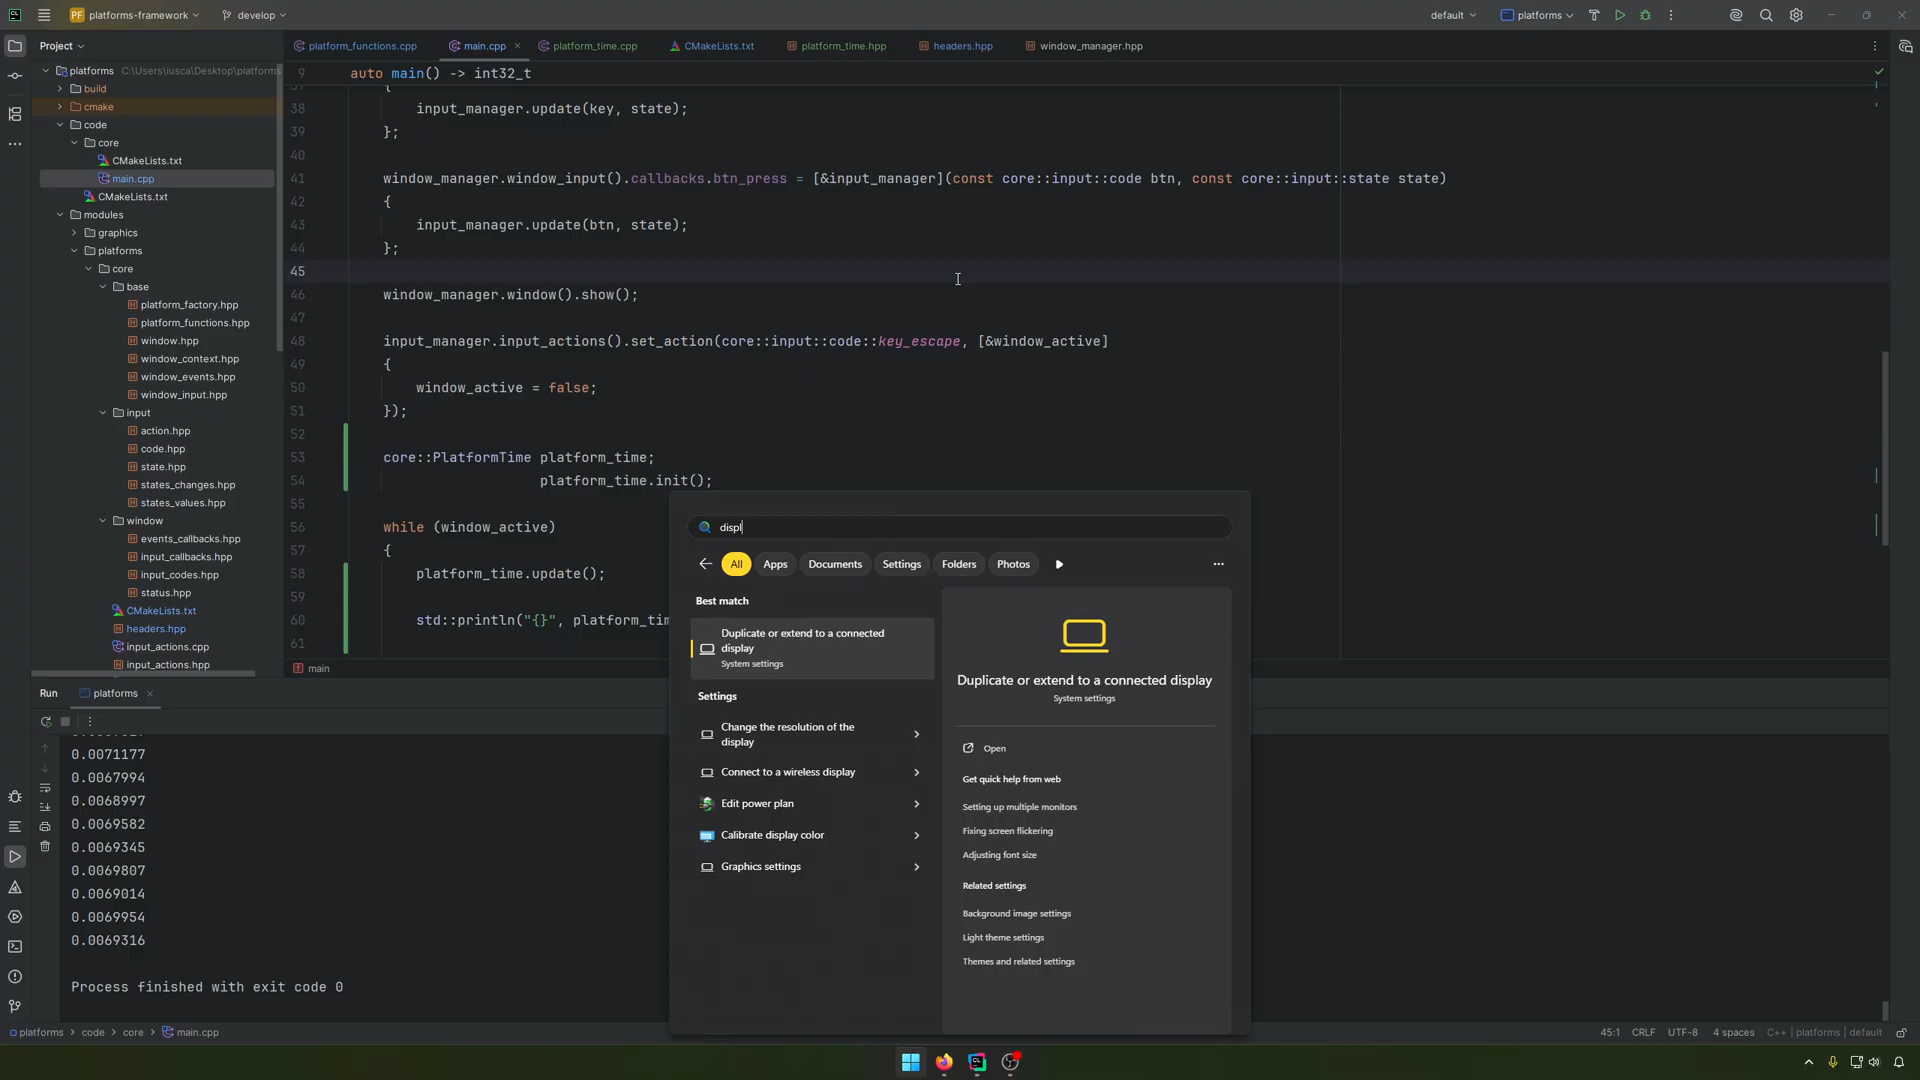 PF platforms-framework
develop
default
platforms
Project
platform_functions.cpp
main.cpp
platform_time.cpp
CMakeLists.txt
platform_time.hpp
headers.hpp
window_manager.hpp
platforms C:\Users\iusca\Desktop\platforms
build
cmake
code
core
CMakeLists.txt
main.cpp
CMakeLists.txt
modules
graphics
platforms
core
base
platform_factory.hpp
platform_functions.hpp
window.hpp
window_context.hpp
window_events.hpp
window_input.hpp
input
action.hpp
code.hpp
state.hpp
states_changes.hpp
states_values.hpp
window
events_callbacks.hpp
input_callbacks.hpp
input_codes.hpp
status.hpp
CMakeLists.txt
headers.hpp
input_actions.cpp
input_actions.hpp
9 auto main() -> int32_t
37 {
38 input_manager.update(key, state);
39 };
40
41 window_manager.window_input().callbacks.btn_press = [&input_manager](const core::input::code btn, const core::input::state state)
42 {
43 input_manager.update(btn, state);
44 };
45
46 window_manager.window().show();
47
48 input_manager.input_actions().set_action(core::input::code::key_escape, [&window_active]
49 {
50 window_active = false;
51 });
52
53 core::PlatformTime platform_time;
54 platform_time.init();
55
56 while (window_active)
57 {
58 platform_time.update();
59
60 std::println("{}", platform_tim
61
main
displ
All
Apps
Documents
Settings
Folders
Photos
Best match
Duplicate or extend to a connected
display
System settings
Settings
Change the resolution of the
display
Connect to a wireless display
Edit power plan
Calibrate display color
Graphics settings
Duplicate or extend to a connected display
System settings
Open
Get quick help from web
Setting up multiple monitors
Fixing screen flickering
Adjusting font size
Related settings
Background image settings
Light theme settings
Themes and related settings
Run
platforms
0.0071177
0.0067994
0.0068997
0.0069582
0.0069345
0.0069807
0.0069014
0.0069954
0.0069316
Process finished with exit code 0
platforms > code > core > main.cpp
45:1
CRLF
UTF-8
4 spaces
C++ | platforms | default